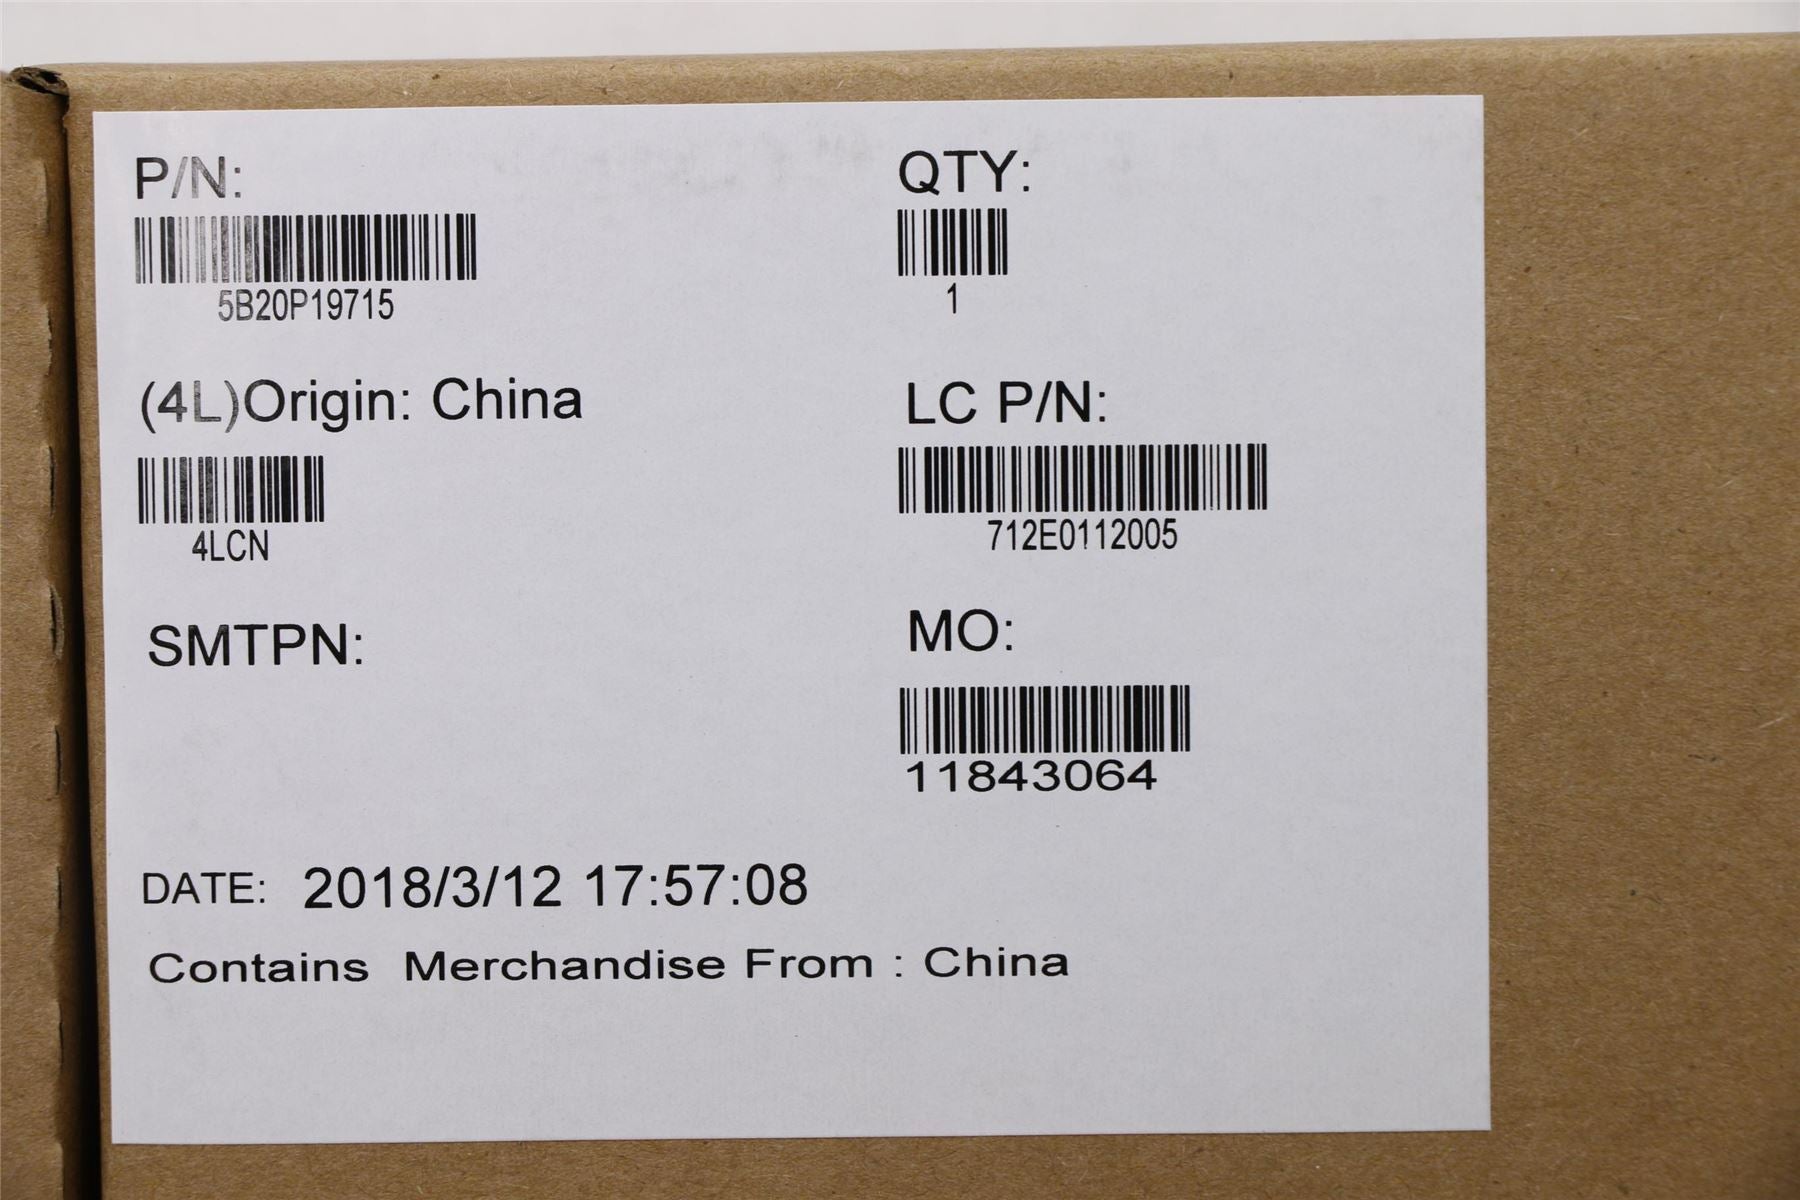 P/N:
5B20P19715
QTY:
1
(4L)Origin: China
4LCN
LC P/N:
712E0112005
SMTPN:
MO:
11843064
DATE: 2018/3/12 17:57:08
Contains Merchandise From : China